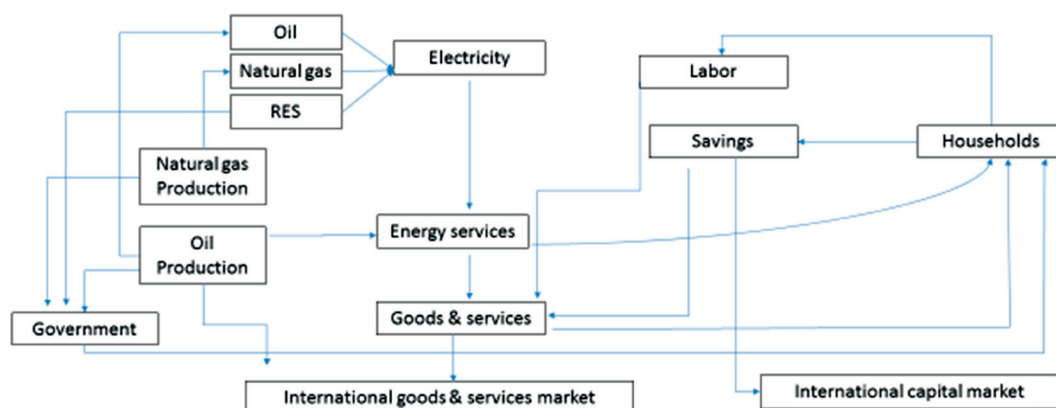 Oil
Electricity
Natural gas
Labor
RES
Savings
Households
Natural gas
Production
Energy services
Oil
Production
Goods & services
Government
International goods & services market
International capital market